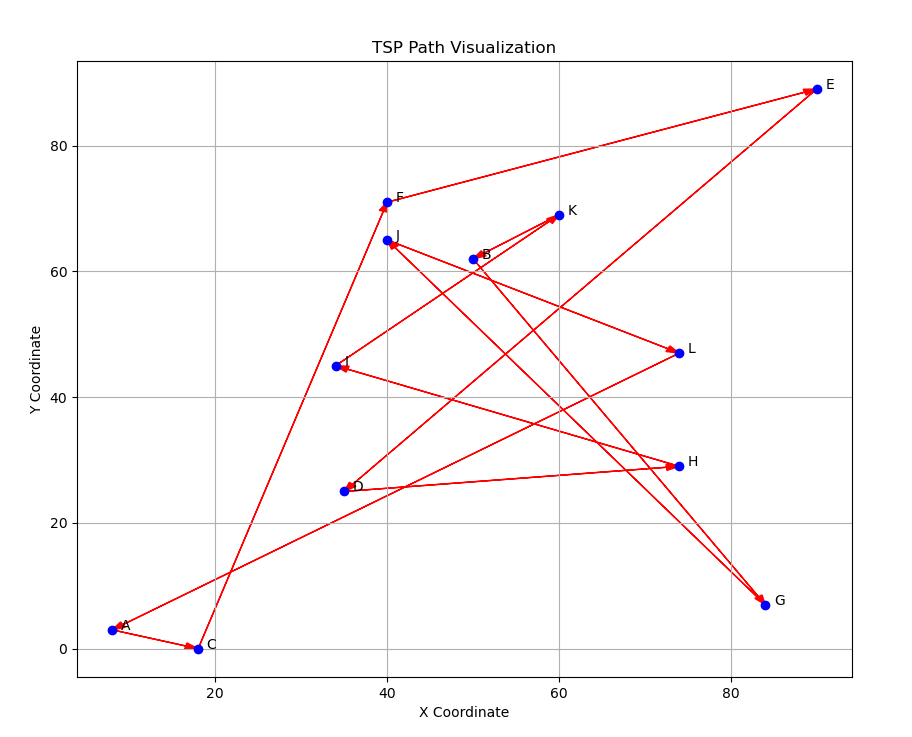 TSP Path Visualization
E
80
F
K
J
B
60
L
I
Y Coordinate
40
H
D
20
G
A
C
0
20 40 60 80
X Coordinate